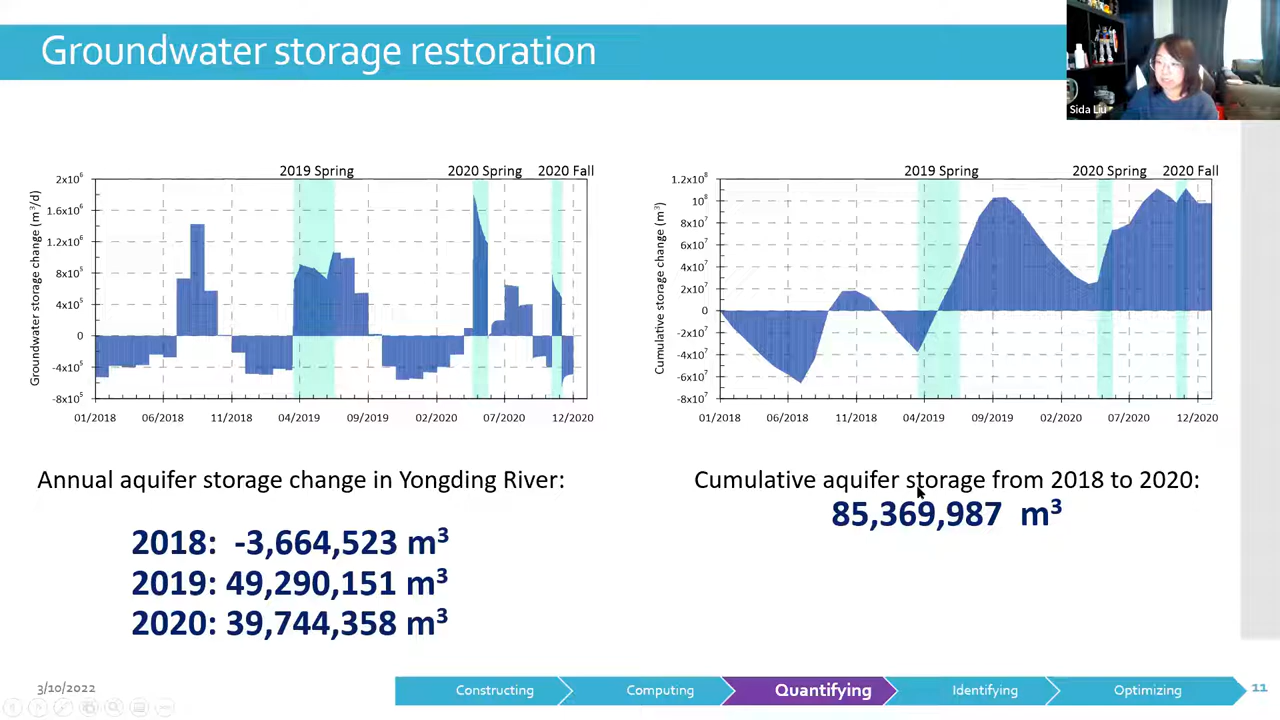 Groundwater storage restoration
Sida Liu
2019 Spring
2020 Spring
2020 Fall
Groundwater storage change (m³/d)
2x10⁶
1.6x10⁶
1.2x10⁶
8x10⁵
4x10⁵
0
-4x10⁵
-8x10⁵
01/2018
06/2018
11/2018
04/2019
09/2019
02/2020
07/2020
12/2020
2019 Spring
2020 Spring
2020 Fall
Cumulative storage change (m³)
1.2x10⁸
10⁸
8x10⁷
6x10⁷
4x10⁷
2x10⁷
0
-2x10⁷
-4x10⁷
-6x10⁷
-8x10⁷
01/2018
06/2018
11/2018
04/2019
09/2019
02/2020
07/2020
12/2020
Annual aquifer storage change in Yongding River:
2018: -3,664,523 m³
2019: 49,290,151 m³
2020: 39,744,358 m³
Cumulative aquifer storage from 2018 to 2020:
85,369,987 m³
3/10/2022
Constructing
Computing
Quantifying
Identifying
Optimizing
11